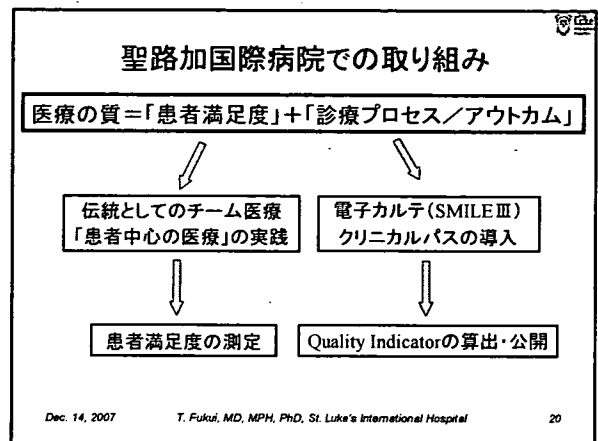 聖路加国際病院での取り組み
医療の質＝「患者満足度」＋「診療プロセス／アウトカム」
伝統としてのチーム医療
「患者中心の医療」の実践
電子カルテ(SMILEⅢ)
クリニカルパスの導入
患者満足度の測定
Quality Indicatorの算出・公開
Dec. 14, 2007
T. Fukui, MD, MPH, PhD, St. Luke's International Hospital
20